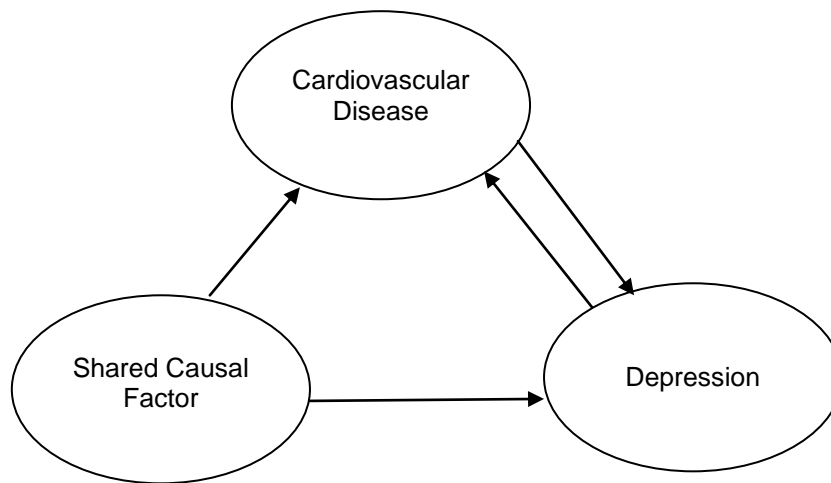 Cardiovascular
Disease
Shared Causal
Factor
Depression